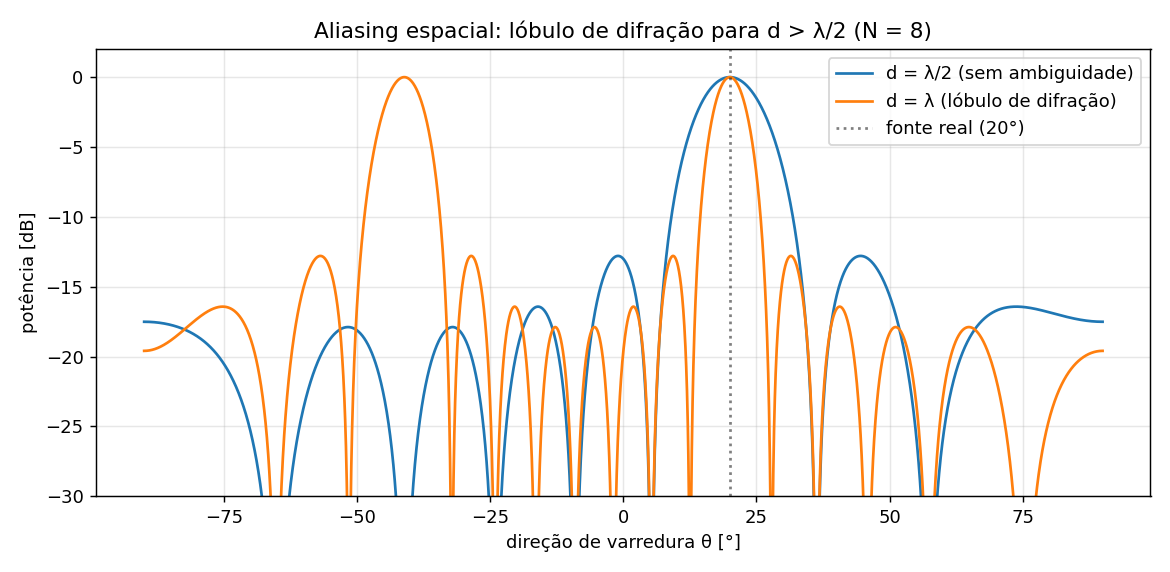 Aliasing espacial: lóbulo de difração para d > λ/2 (N = 8)
d = λ/2 (sem ambiguidade)
d = λ (lóbulo de difração)
fonte real (20°)
potência [dB]
0
−5
−10
−15
−20
−25
−30
−75
−50
−25
0
25
50
75
direção de varredura θ [°]